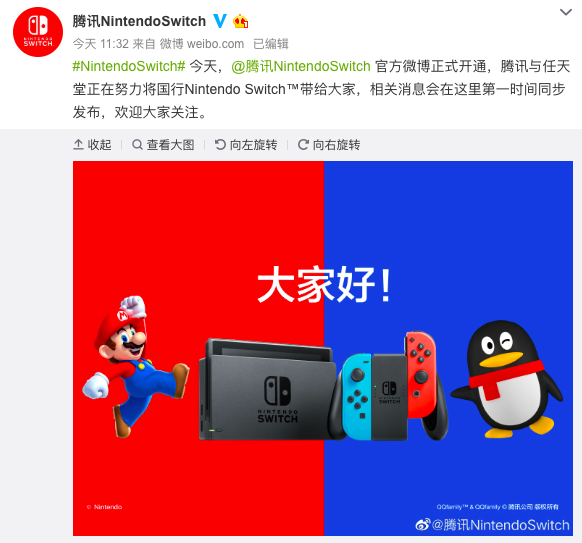 NINTENDO
SWITCH
腾讯NintendoSwitch
今天 11:32 来自 微博 weibo.com 已编辑
#NintendoSwitch# 今天，@腾讯NintendoSwitch 官方微博正式开通，腾讯与任天
堂正在努力将国行Nintendo Switch™带给大家，相关消息会在这里第一时间同步
发布，欢迎大家关注。
收起 查看大图 向左旋转 向右旋转
大家好！
M
NINTENDO
SWITCH
NINTENDO
SWITCH
© Nintendo
QQfamily™ & QQfamily © 腾讯公司 版权所有
@腾讯NintendoSwitch